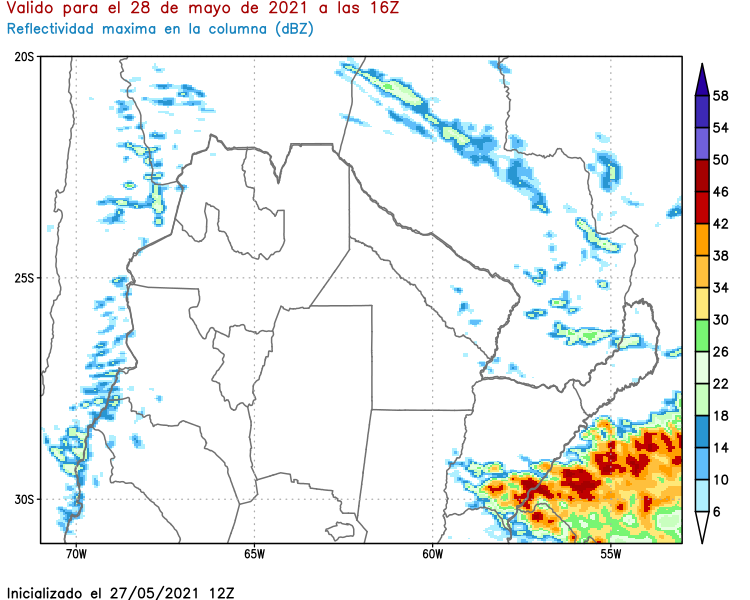 Valido para el 28 de mayo de 2021 a las 16Z
Reflectividad maxima en la columna (dBZ)
20S
25S
30S
70W
65W
60W
55W
58
54
50
46
42
38
34
30
26
22
18
14
10
6
Inicializado el 27/05/2021 12Z